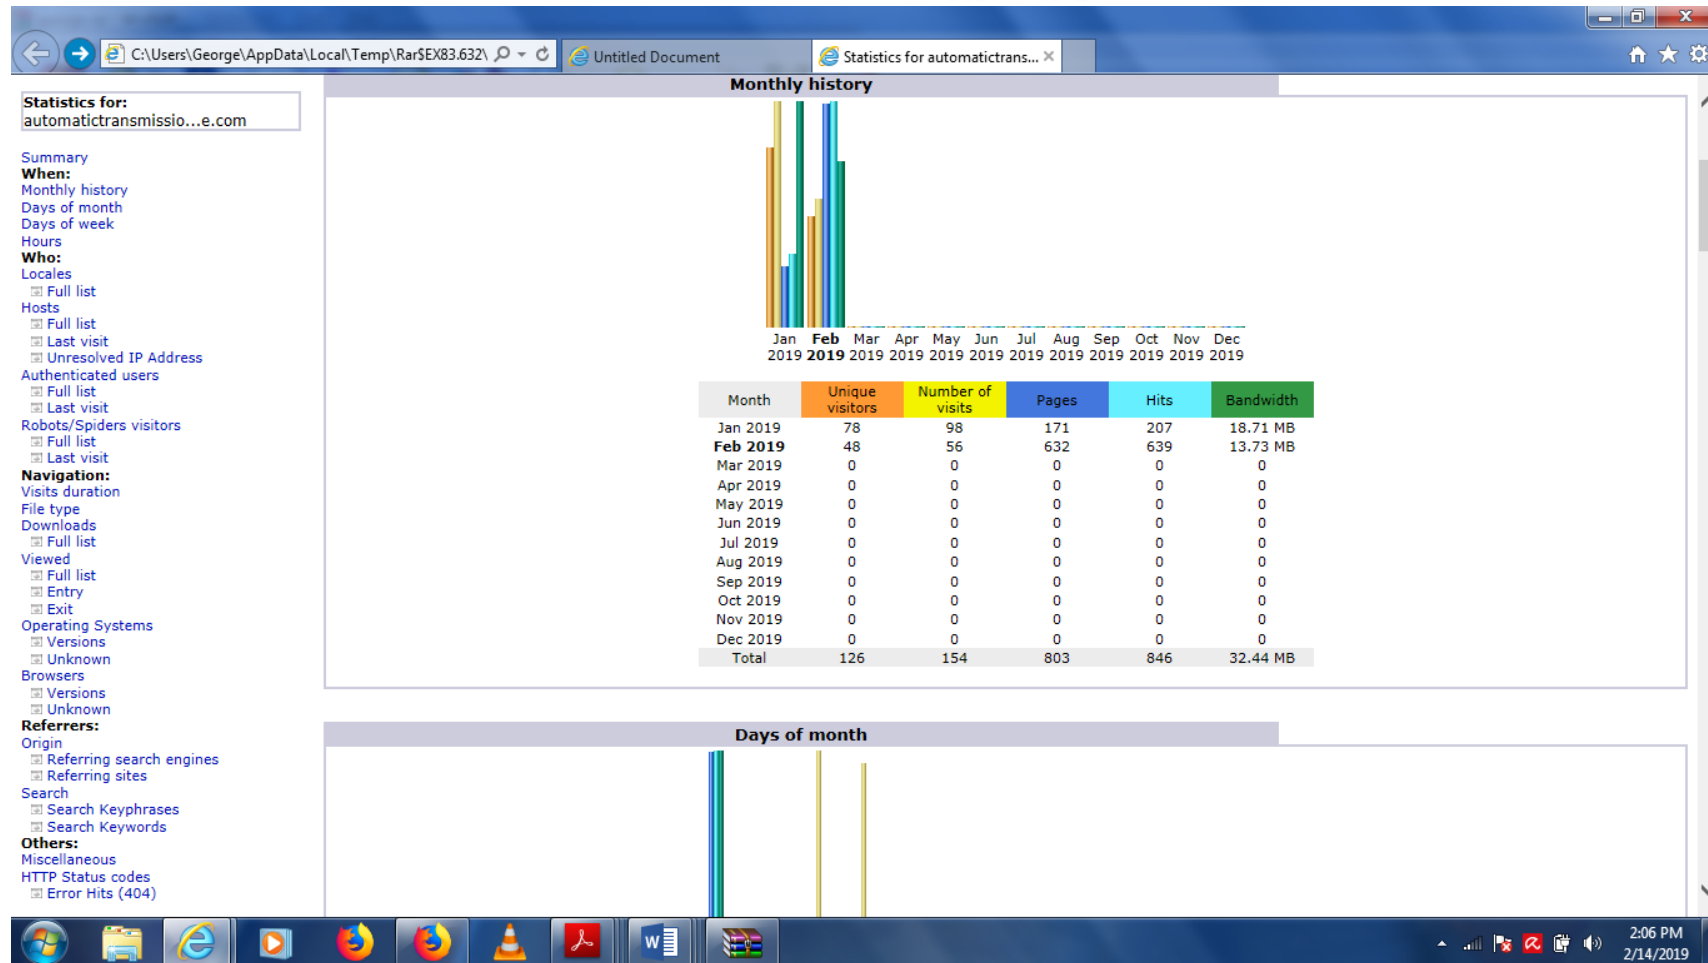 C:\Users\George\AppData\Local\Temp\Rar$EX83.632\
Untitled Document
Statistics for automatictrans...
Statistics for:
automatictransmissio...e.com
Summary
When:
Monthly history
Days of month
Days of week
Hours
Who:
Locales
Full list
Hosts
Full list
Last visit
Unresolved IP Address
Authenticated users
Full list
Last visit
Robots/Spiders visitors
Full list
Last visit
Navigation:
Visits duration
File type
Downloads
Full list
Viewed
Full list
Entry
Exit
Operating Systems
Versions
Unknown
Browsers
Versions
Unknown
Referrers:
Origin
Referring search engines
Referring sites
Search
Search Keyphrases
Search Keywords
Others:
Miscellaneous
HTTP Status codes
Error Hits (404)
Monthly history
Jan Feb Mar Apr May Jun Jul Aug Sep Oct Nov Dec
2019 2019 2019 2019 2019 2019 2019 2019 2019 2019 2019 2019
Month Unique visitors Number of visits Pages Hits Bandwidth
Jan 2019 78 98 171 207 18.71 MB
Feb 2019 48 56 632 639 13.73 MB
Mar 2019 0 0 0 0 0
Apr 2019 0 0 0 0 0
May 2019 0 0 0 0 0
Jun 2019 0 0 0 0 0
Jul 2019 0 0 0 0 0
Aug 2019 0 0 0 0 0
Sep 2019 0 0 0 0 0
Oct 2019 0 0 0 0 0
Nov 2019 0 0 0 0 0
Dec 2019 0 0 0 0 0
Total 126 154 803 846 32.44 MB
Days of month
2:06 PM
2/14/2019